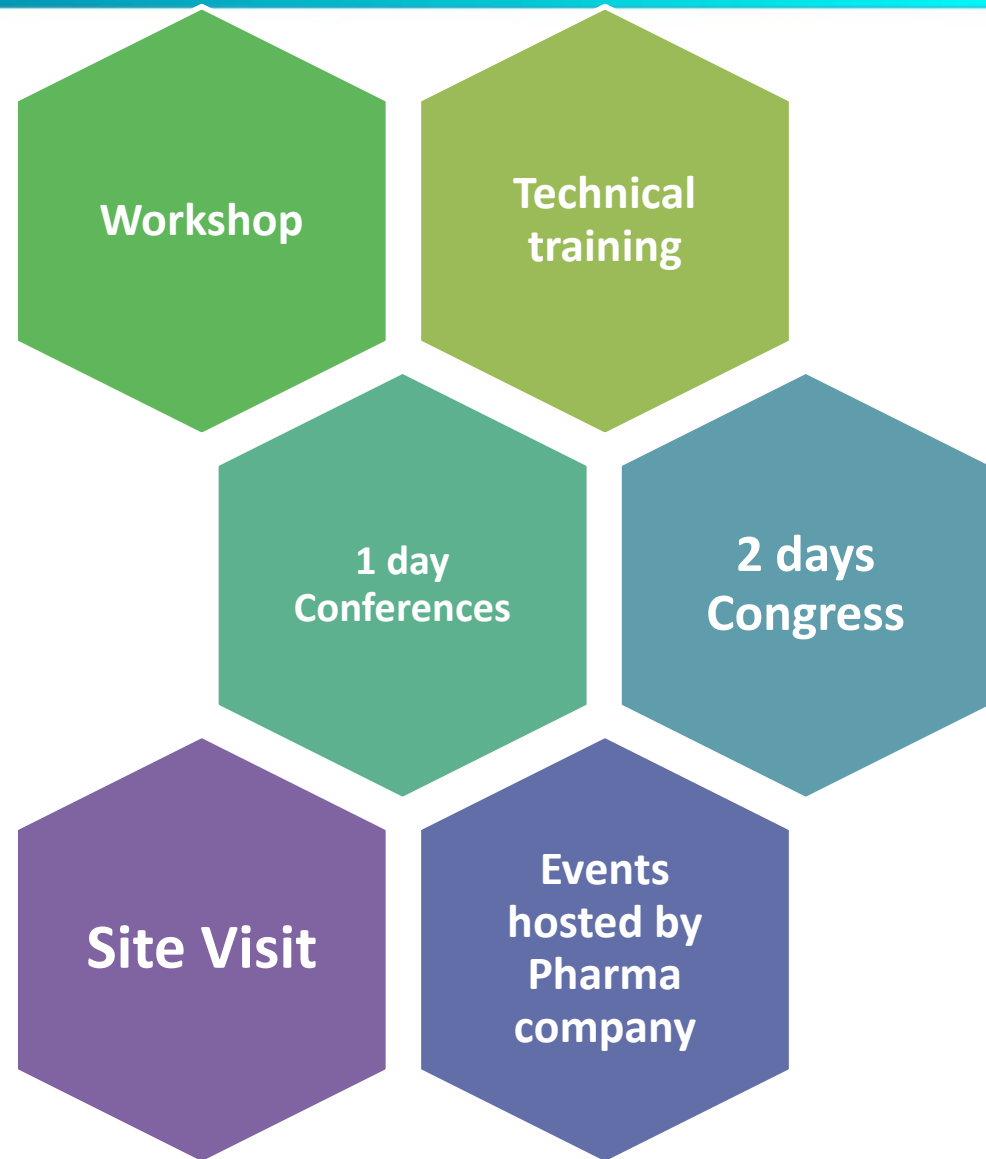 Workshop
Technical
training
1 day
Conferences
2 days
Congress
Site Visit
Events
hosted by
Pharma
company